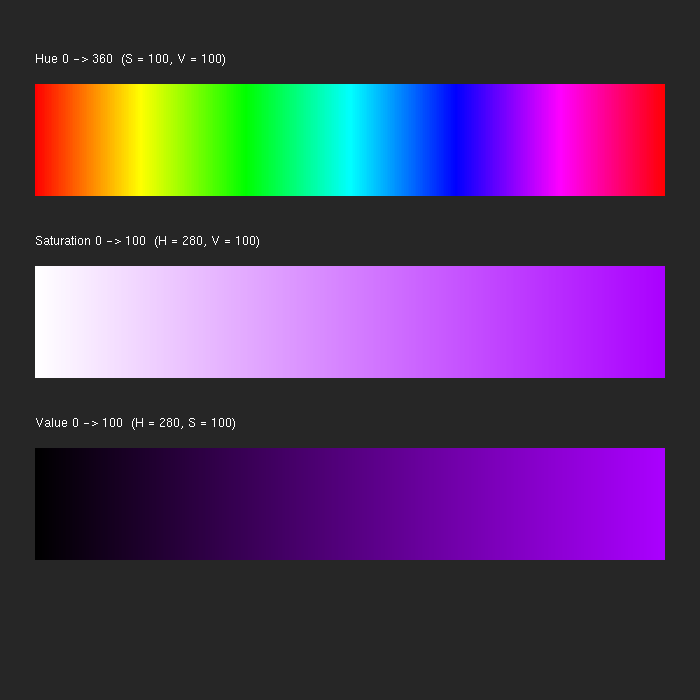 Hue 0 -> 360 (S = 100, V = 100)
Saturation 0 -> 100 (H = 280, V = 100)
Value 0 -> 100 (H = 280, S = 100)